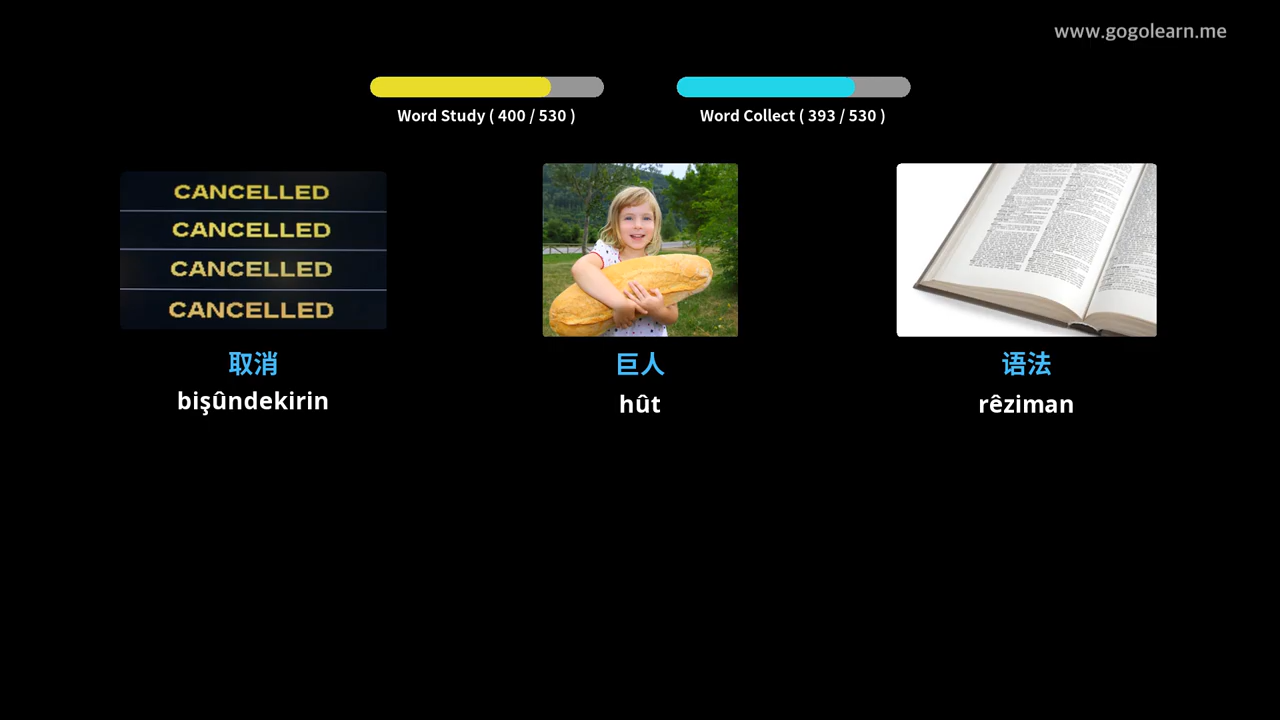 www.gogolearn.me
Word Study ( 400 / 530 )
Word Collect ( 393 / 530 )
CANCELLED
CANCELLED
CANCELLED
CANCELLED
取消
巨人
语法
bişûndekirin
hût
rêziman